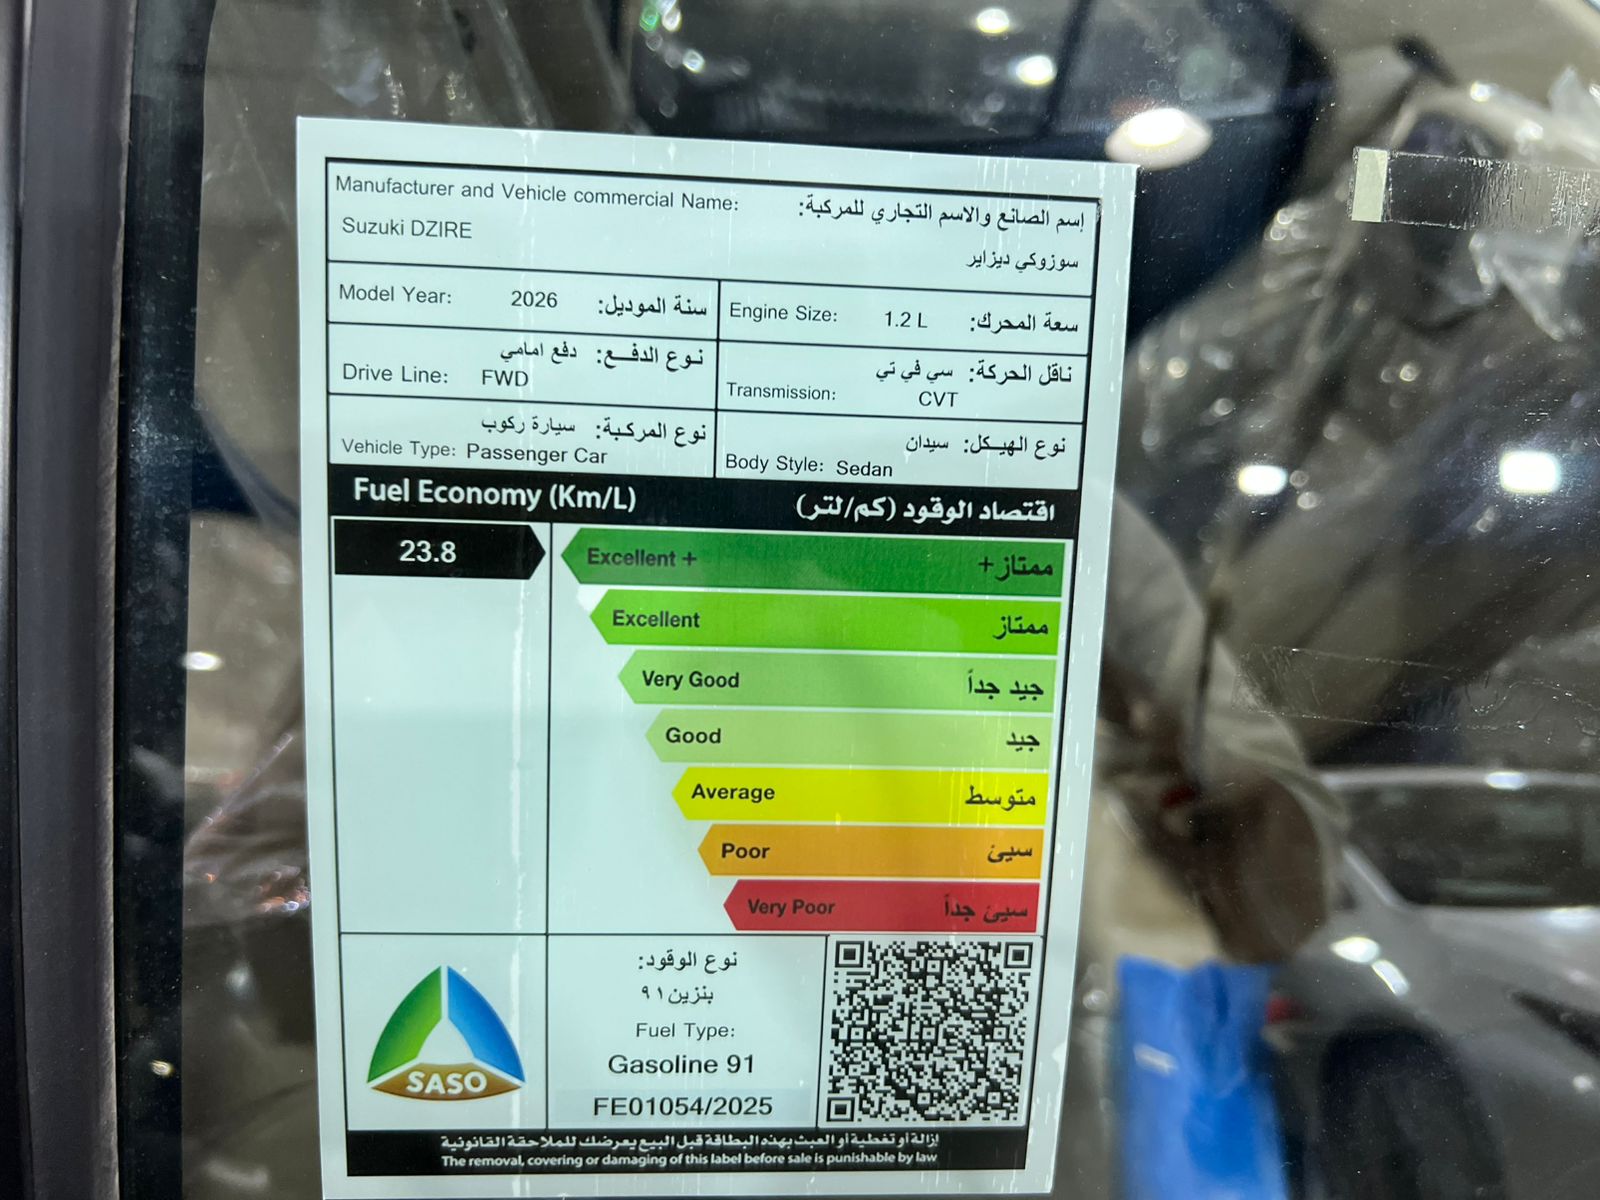 Manufacturer and Vehicle commercial Name: إسم الصانع والاسم التجاري للمركبة:
Suzuki DZIRE
سوزوكي ديزاير
Model Year: 2026 سنة الموديل:
Engine Size: 1.2 L سعة المحرك:
نوع الدفـــع: دفع امامي
Drive Line: FWD
ناقل الحركة: سي في تي
Transmission: CVT
نوع المركـبة: سيارة ركوب
Vehicle Type: Passenger Car
نوع الهيــكل: سيدان
Body Style: Sedan
Fuel Economy (Km/L) اقتصاد الوقود (كم/لتر)
23.8
Excellent + ممتاز+
Excellent ممتاز
Very Good جيد جداً
Good جيد
Average متوسط
Poor سيئ
Very Poor سيئ جداً
SASO
نوع الوقود:
بنزين٩١
Fuel Type:
Gasoline 91
FE01054/2025
إزالة أو تغطية أو العبث بهذه البطاقة قبل البيع يعرضك للملاحقة القانونية
The removal, covering or damaging of this label before sale is punishable by law